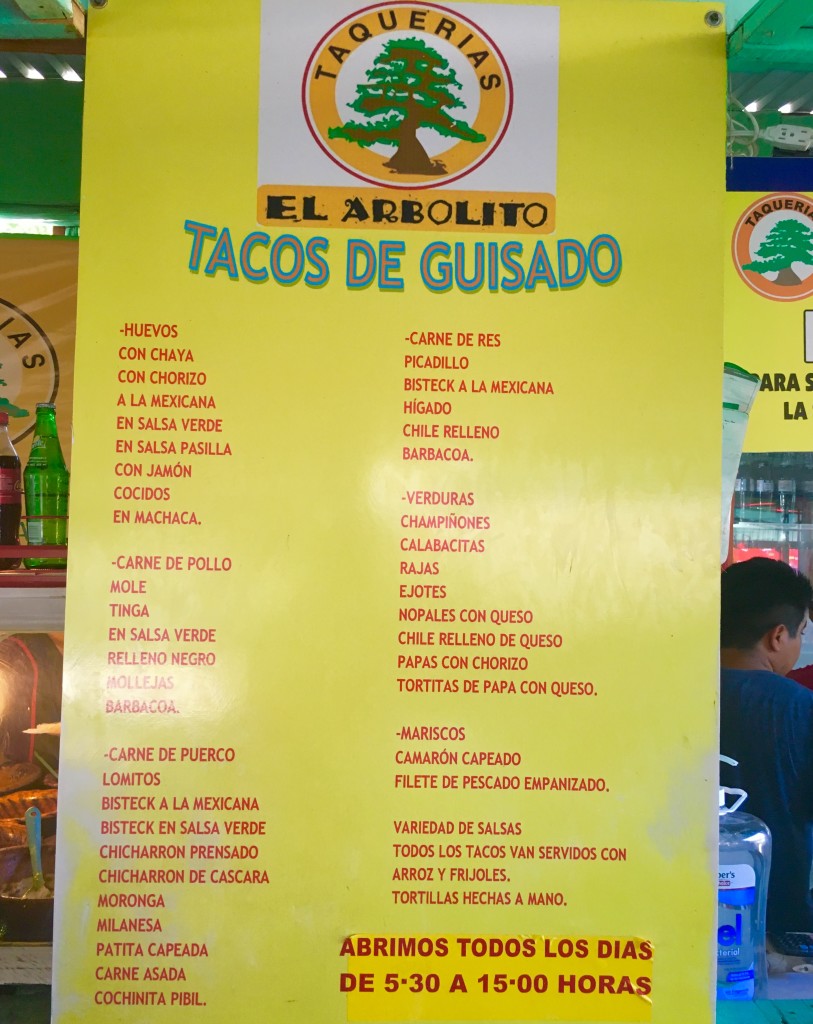 TAQUERIAS
EL ARBOLITO
TACOS DE GUISADO
-HUEVOS
CON CHAYA
CON CHORIZO
A LA MEXICANA
EN SALSA VERDE
EN SALSA PASILLA
CON JAMÓN
COCIDOS
EN MACHACA.
-CARNE DE POLLO
MOLE
TINGA
EN SALSA VERDE
RELLENO NEGRO
MOLLEJAS
BARBACOA.
-CARNE DE PUERCO
LOMITOS
BISTECK A LA MEXICANA
BISTECK EN SALSA VERDE
CHICHARRON PRENSADO
CHICHARRON DE CASCARA
MORONGA
MILANESA
PATITA CAPEADA
CARNE ASADA
COCHINITA PIBIL.
-CARNE DE RES
PICADILLO
BISTECK A LA MEXICANA
HÍGADO
CHILE RELLENO
BARBACOA.
-VERDURAS
CHAMPIÑONES
CALABACITAS
RAJAS
EJOTES
NOPALES CON QUESO
CHILE RELLENO DE QUESO
PAPAS CON CHORIZO
TORTITAS DE PAPA CON QUESO.
-MARISCOS
CAMARÓN CAPEADO
FILETE DE PESCADO EMPANIZADO.
VARIEDAD DE SALSAS
TODOS LOS TACOS VAN SERVIDOS CON
ARROZ Y FRIJOLES.
TORTILLAS HECHAS A MANO.
ABRIMOS TODOS LOS DIAS
DE 5·30 A 15·00 HORAS
TAQUERIA
PARA S
LA